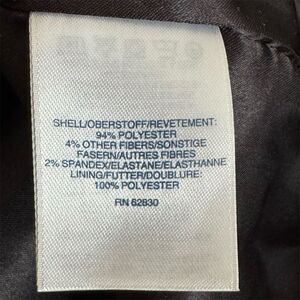 SHELL/OBERSTOFF/REVETEMENT:
94% POLYESTER
4% OTHER FIBERS/SONSTIGE
FASERN/AUTRES FIBRES
2% SPANDEX/ELASTANE/ELASTHANNE
LINING/FUTTER/DOUBLURE:
100% POLYESTER
RN 62830